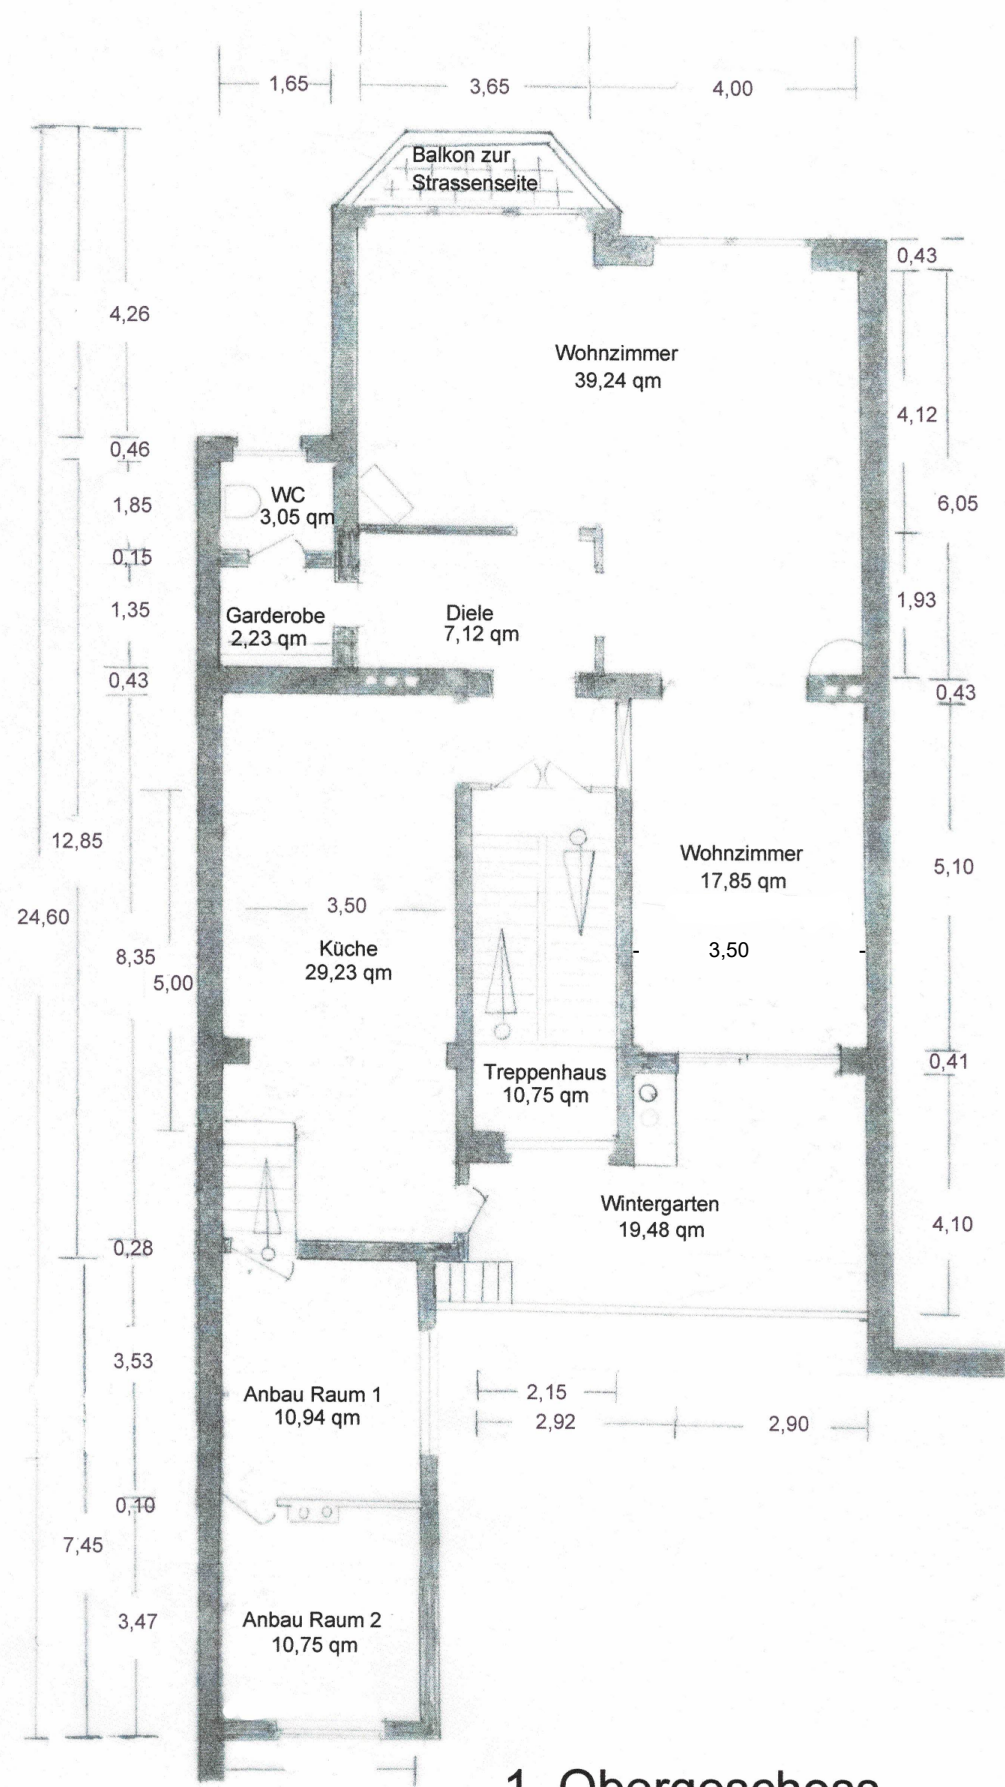 1,65
3,65
4,00
Balkon zur
Strassenseite
0,43
4,26
Wohnzimmer
39,24 qm
4,12
0,46
WC
3,05 qm
1,85
6,05
0,15
Garderobe
2,23 qm
Diele
7,12 qm
1,35
1,93
0,43
0,43
12,85
Wohnzimmer
17,85 qm
5,10
24,60
3,50
Küche
29,23 qm
3,50
8,35
5,00
0,41
Treppenhaus
10,75 qm
Wintergarten
19,48 qm
4,10
0,28
3,53
Anbau Raum 1
10,94 qm
2,15
2,92
2,90
0,10
7,45
Anbau Raum 2
10,75 qm
3,47
1. Obergeschoss